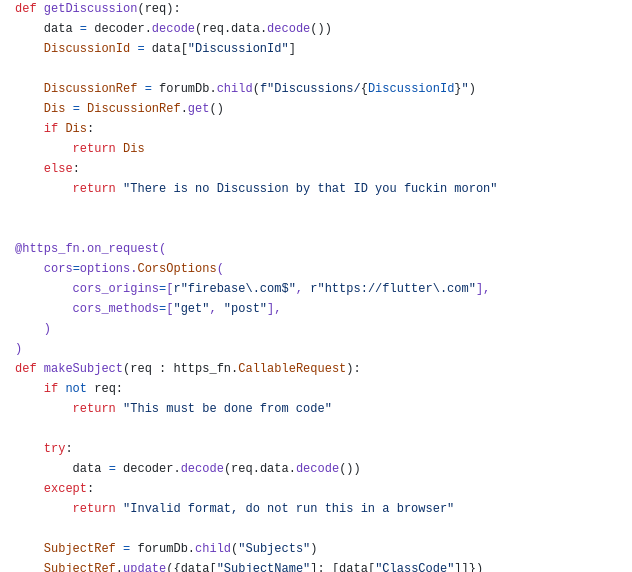 def getDiscussion(req):
    data = decoder.decode(req.data.decode())
    DiscussionId = data["DiscussionId"]

    DiscussionRef = forumDb.child(f"Discussions/{DiscussionId}")
    Dis = DiscussionRef.get()
    if Dis:
        return Dis
    else:
        return "There is no Discussion by that ID you fuckin moron"


@https_fn.on_request(
    cors=options.CorsOptions(
        cors_origins=[r"firebase\.com$", r"https://flutter\.com"],
        cors_methods=["get", "post"],
    )
)
def makeSubject(req : https_fn.CallableRequest):
    if not req:
        return "This must be done from code"

    try:
        data = decoder.decode(req.data.decode())
    except:
        return "Invalid format, do not run this in a browser"

    SubjectRef = forumDb.child("Subjects")
    SubjectRef.update({data["SubjectName"]: [data["ClassCode"]]})